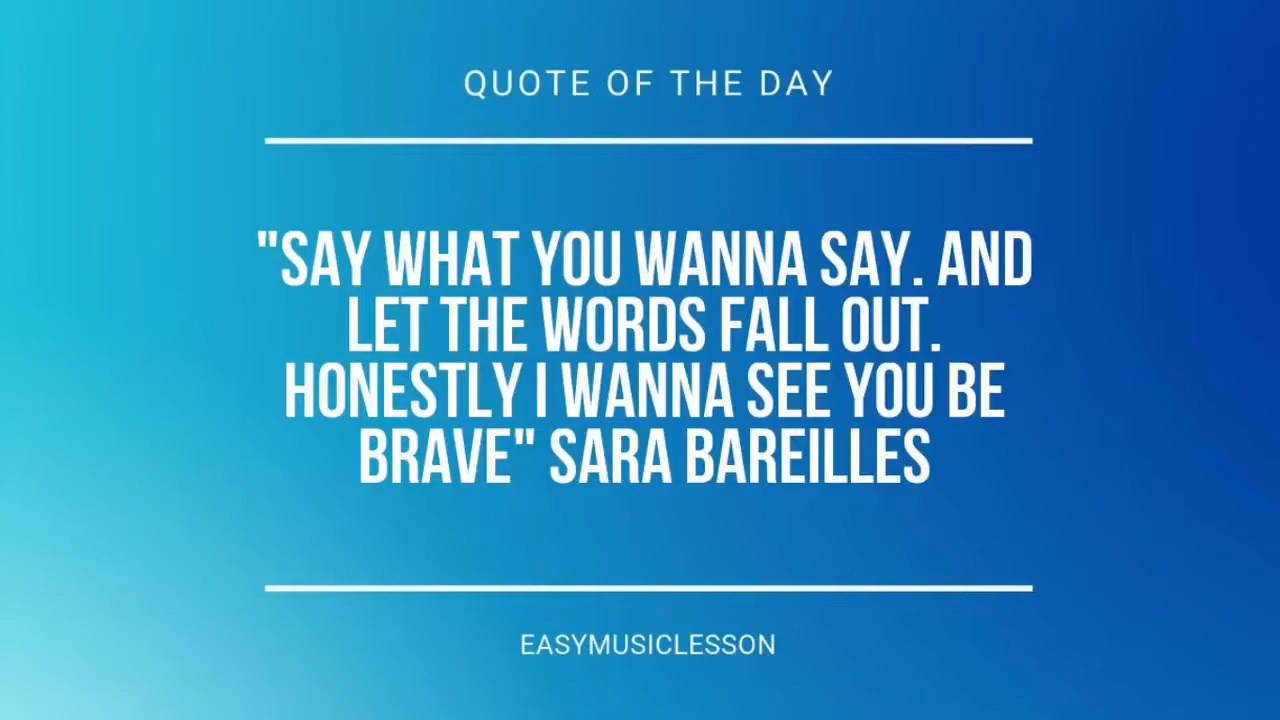 QUOTE OF THE DAY
"SAY WHAT YOU WANNA SAY. AND
LET THE WORDS FALL OUT.
HONESTLY I WANNA SEE YOU BE
BRAVE" SARA BAREILLES
EASYMUSICLESSON